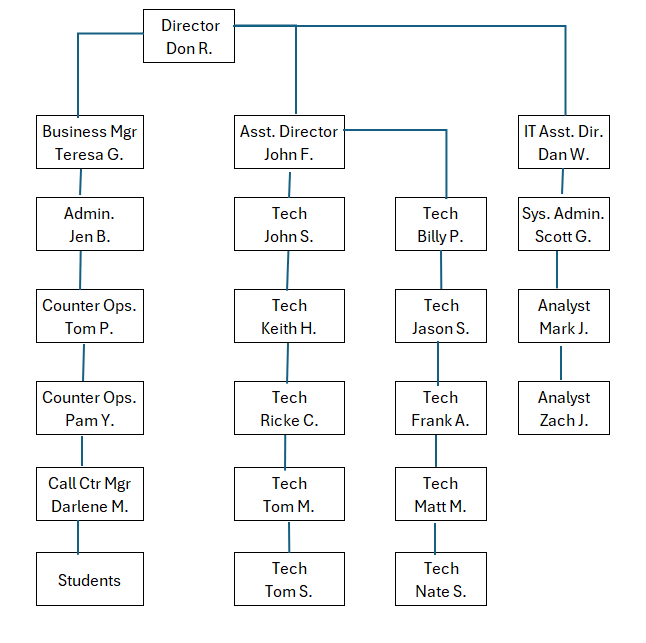 Director
Don R.
Business Mgr
Teresa G.
Asst. Director
John F.
IT Asst. Dir.
Dan W.
Admin.
Jen B.
Tech
John S.
Tech
Billy P.
Sys. Admin.
Scott G.
Counter Ops.
Tom P.
Tech
Keith H.
Tech
Jason S.
Analyst
Mark J.
Counter Ops.
Pam Y.
Tech
Ricke C.
Tech
Frank A.
Analyst
Zach J.
Call Ctr Mgr
Darlene M.
Tech
Tom M.
Tech
Matt M.
Students
Tech
Tom S.
Tech
Nate S.